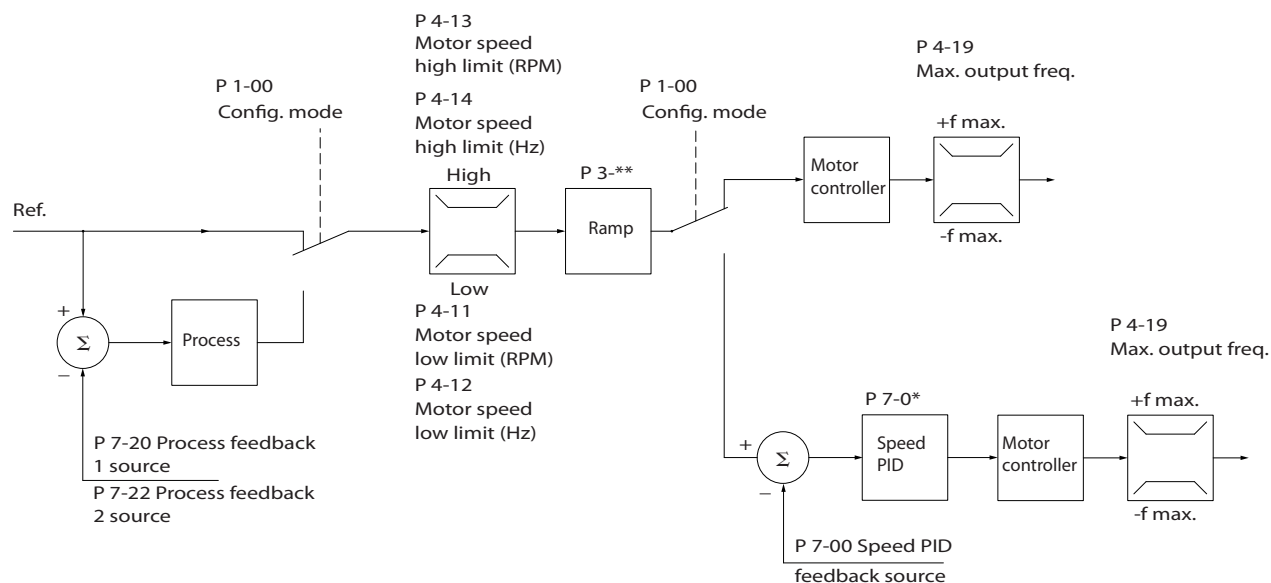 P 4-13
Motor speed
high limit (RPM)
P 4-14
Motor speed
high limit (Hz)
High
P 1-00
Config. mode
P 1-00
Config. mode
P 4-19
Max. output freq.
+f max.
Motor
controller
-f max.
P 3-**
Ramp
Ref.
Low
P 4-11
Motor speed
low limit (RPM)
P 4-12
Motor speed
low limit (Hz)
+
Σ
−
Process
P 7-20 Process feedback
1 source
P 7-22 Process feedback
2 source
P 4-19
Max. output freq.
+f max.
-f max.
P 7-0*
+
Σ
−
Speed
PID
Motor
controller
P 7-00 Speed PID
feedback source